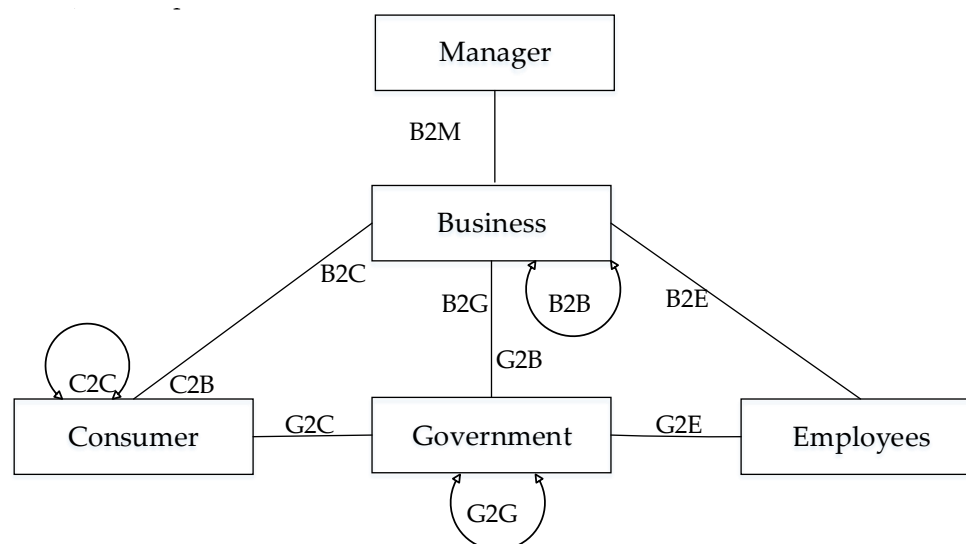 Manager
B2M
Business
B2C
B2G
B2B
B2E
G2B
C2C
C2B
Consumer
G2C
Government
G2E
Employees
G2G